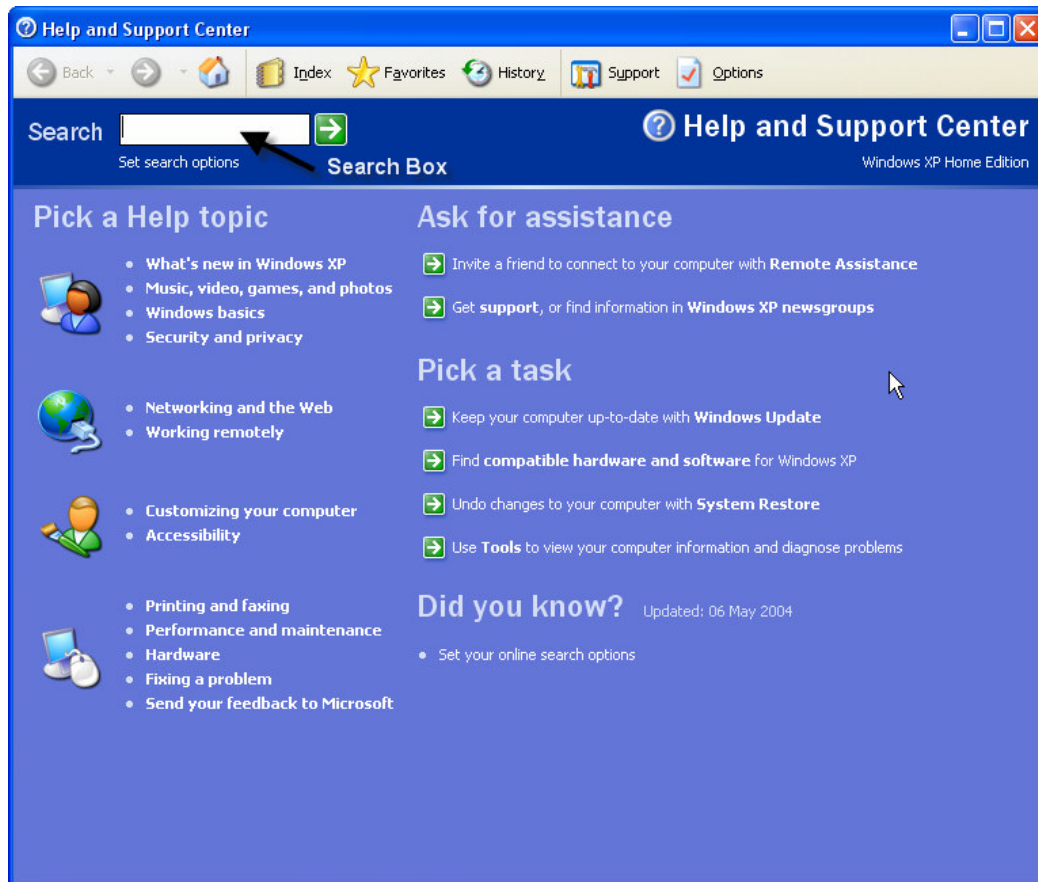 Help and Support Center
Back Index Favorites History Support Options
Search
Set search options
Search Box
Help and Support Center
Windows XP Home Edition
Pick a Help topic
What's new in Windows XP
Music, video, games, and photos
Windows basics
Security and privacy
Networking and the Web
Working remotely
Customizing your computer
Accessibility
Printing and faxing
Performance and maintenance
Hardware
Fixing a problem
Send your feedback to Microsoft
Ask for assistance
Invite a friend to connect to your computer with Remote Assistance
Get support, or find information in Windows XP newsgroups
Pick a task
Keep your computer up-to-date with Windows Update
Find compatible hardware and software for Windows XP
Undo changes to your computer with System Restore
Use Tools to view your computer information and diagnose problems
Did you know? Updated: 06 May 2004
Set your online search options